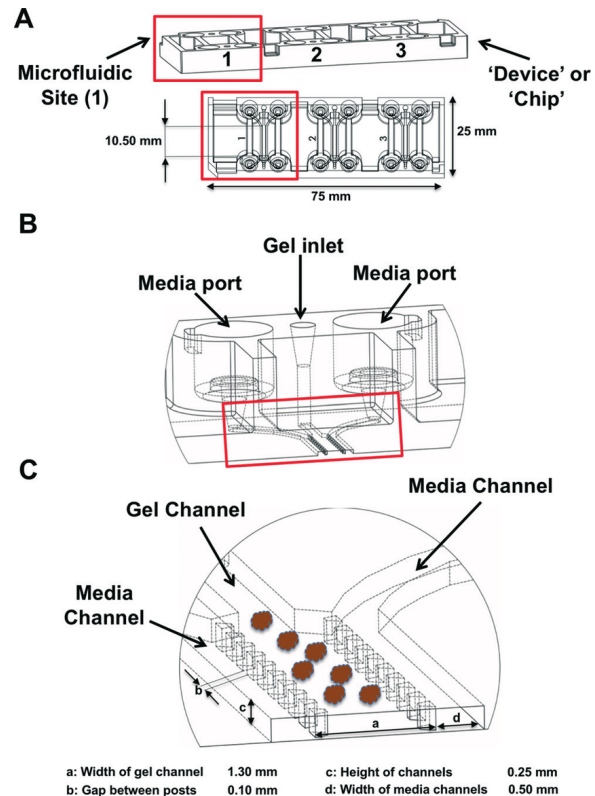 A
1
2
3
Microfluidic
Site (1)
‘Device’ or
‘Chip’
10.50 mm
1
2
3
25 mm
75 mm
B
Gel inlet
Media port
Media port
C
Media Channel
Gel Channel
Media
Channel
b
c
a
d
a: Width of gel channel 1.30 mm c: Height of channels 0.25 mm
b: Gap between posts 0.10 mm d: Width of media channels 0.50 mm